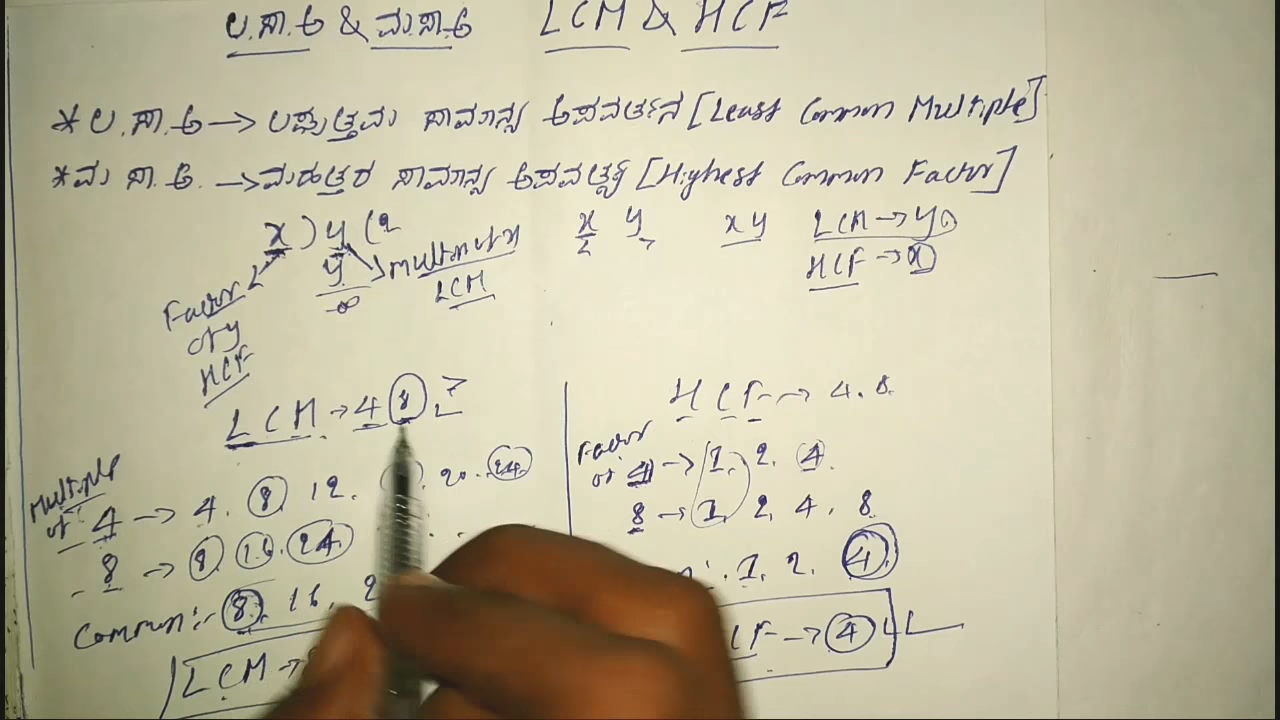 ಲ.ಸಾ.ಅ & ಮ.ಸಾ.ಅ LCM & HCF
* ಲ.ಸಾ.ಅ → ಲಘುತ್ತಮ ಸಾಮಾನ್ಯ ಅಪವರ್ತನ [Least Common Multiple]
* ಮ ಸಾ.ಅ. → ಮಹತ್ತರ ಸಾಮಾನ್ಯ ಅಪವರ್ತ್ಯ [Highest Common Factor]
x ) y (2
y
0
Factor of y
HCF
LCM
x y
x y
LCM → y
HCF → x
LCM → 4 8
Multiple of 4 → 4. 8 12. 20. 24.
8 → 8. 16. 24.
Common:- 8. 16.
LCM →
HCF → 4. 8
Factor of 4 → 1. 2. 4.
8 → 1. 2, 4. 8
1. 2. 4.
→ 4